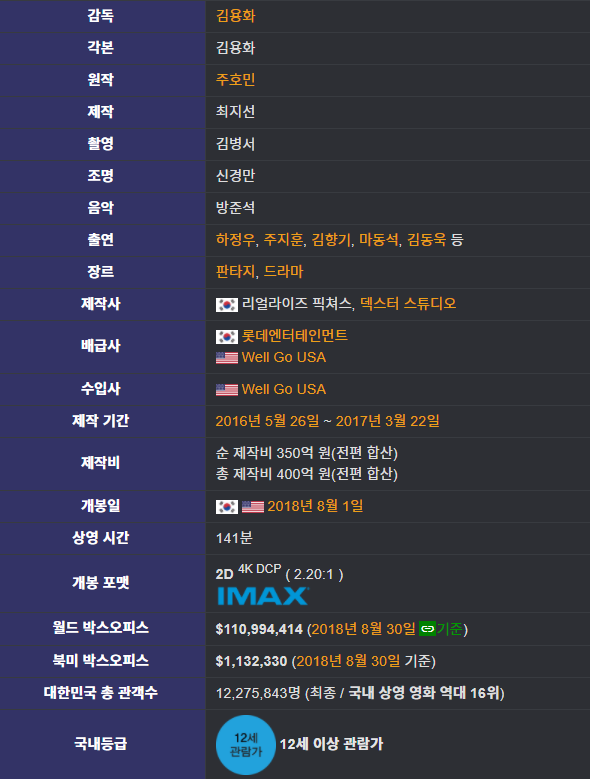 감독 김용화
각본 김용화
원작 주호민
제작 최지선
촬영 김병서
조명 신경만
음악 방준석
출연 하정우, 주지훈, 김향기, 마동석, 김동욱 등
장르 판타지, 드라마
제작사 리얼라이즈 픽쳐스, 덱스터 스튜디오
배급사 롯데엔터테인먼트
Well Go USA
수입사 Well Go USA
제작 기간 2016년 5월 26일 ~ 2017년 3월 22일
제작비 순 제작비 350억 원(전편 합산)
총 제작비 400억 원(전편 합산)
개봉일 2018년 8월 1일
상영 시간 141분
개봉 포맷 2D 4K DCP ( 2.20:1 )
IMAX
월드 박스오피스 $110,994,414 (2018년 8월 30일 기준)
북미 박스오피스 $1,132,330 (2018년 8월 30일 기준)
대한민국 총 관객수 12,275,843명 (최종 / 국내 상영 영화 역대 16위)
국내등급 12세 관람가 12세 이상 관람가